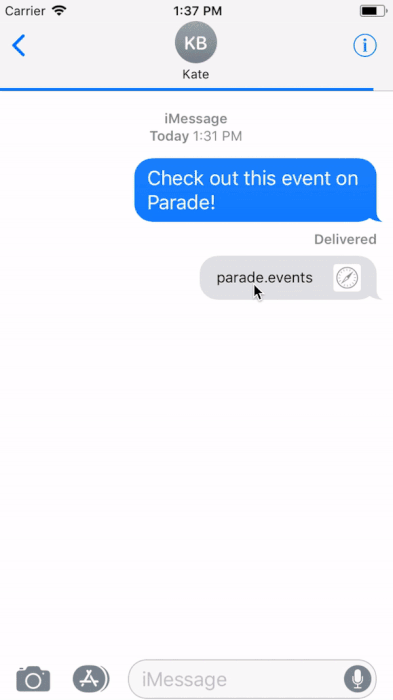 Carrier 1:37 PM
KB
Kate
iMessage
Today 1:31 PM
Check out this event on
Parade!
Delivered
parade.events
iMessage